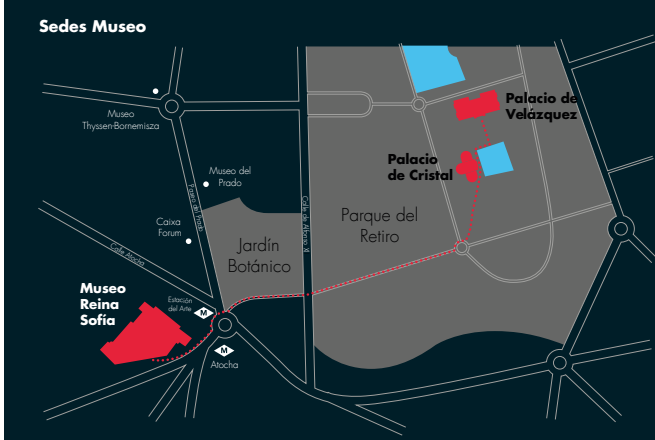 Sedes Museo
Museo
Thyssen-Bornemisza
Palacio de
Velázquez
Palacio
de Cristal
Museo del
Prado
Paseo del Prado
Calle de Alfonso XI
Parque del
Retiro
Caixa
Forum
Jardín
Botánico
Calle Atocha
Museo
Reina
Sofía
Estación
del Arte
M
M
Atocha